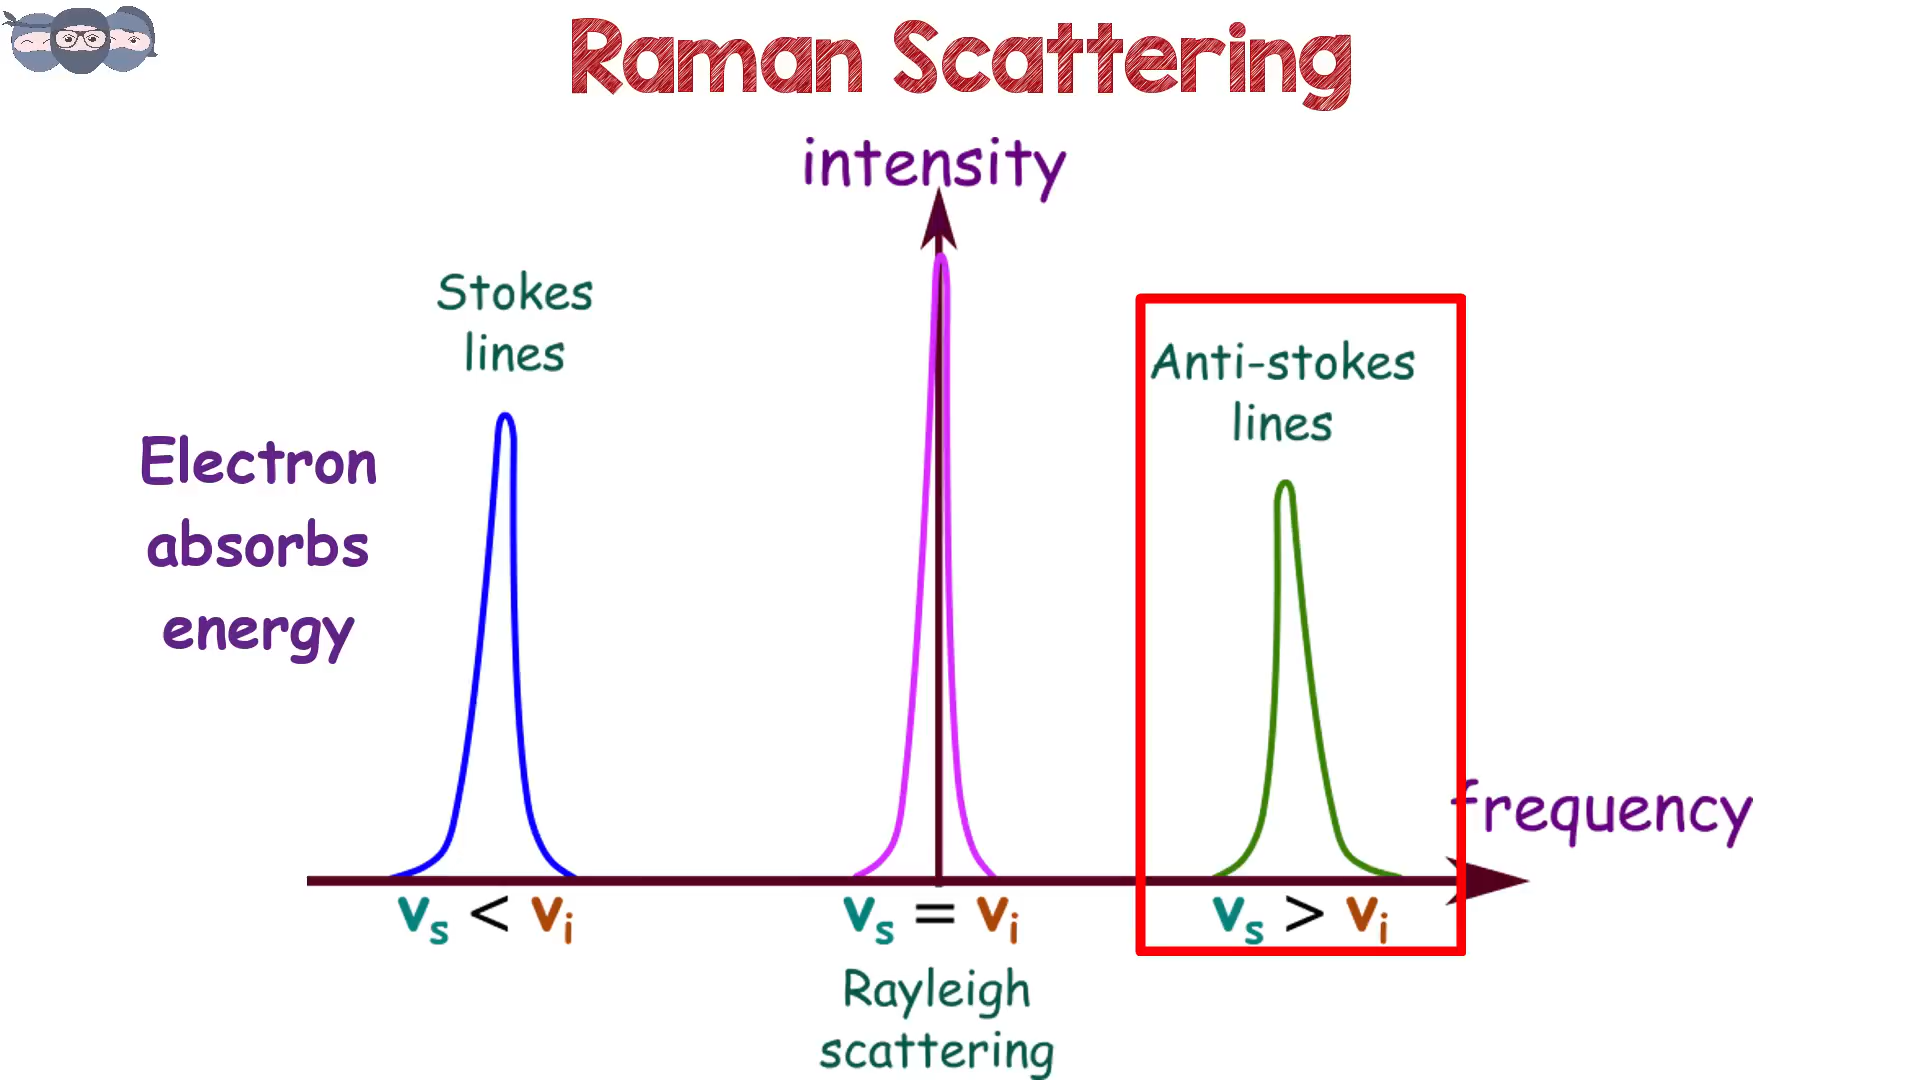 Raman Scattering
intensity
Stokes
lines
Anti-stokes
lines
Electron
absorbs
energy
frequency
vs < vi
vs = vi
vs > vi
Rayleigh
scattering